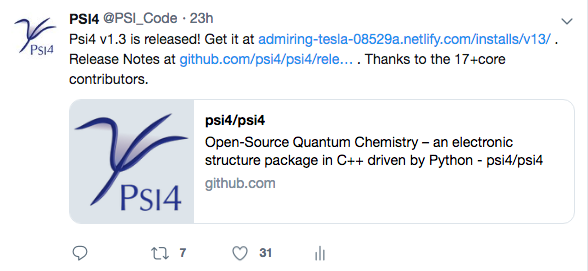 PSI4 @PSI_Code · 23h
Psi4 v1.3 is released! Get it at admiring-tesla-08529a.netlify.com/installs/v13/ .
Release Notes at github.com/psi4/psi4/rele… . Thanks to the 17+core
contributors.
PSI4
PSI4
psi4/psi4
Open-Source Quantum Chemistry – an electronic
structure package in C++ driven by Python - psi4/psi4
github.com
7 31